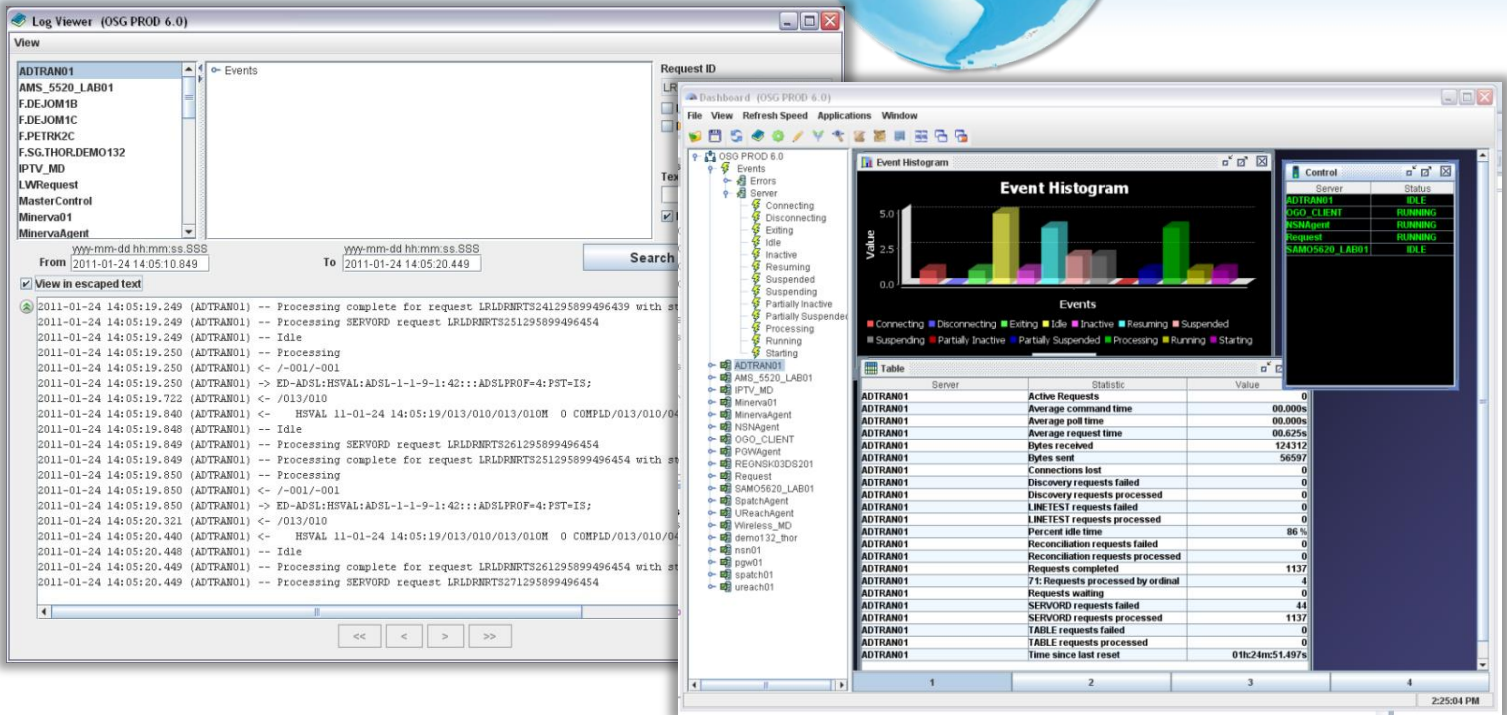 Log Viewer (OSG PROD 6.0)
View
ADTRAN01
AMS_5520_LAB01
F.DEJOM1B
F.DEJOM1C
F.PETRK2C
F.SG.THOR.DEMO132
IPTV_MD
LWRequest
MasterControl
Minerva01
MinervaAgent
Events
Request ID
LR
Tex
yyy-mm-dd hh:mm:ss.SSS
yyy-mm-dd hh:mm:ss.SSS
From 2011-01-24 14:05:10.849
To 2011-01-24 14:05:20.449
Search
View in escaped text
2011-01-24 14:05:19.249 (ADTRAN01) -- Processing complete for request LRLDRNRTS241295899496439 with st
2011-01-24 14:05:19.249 (ADTRAN01) -- Processing SERVORD request LRLDRNRTS251295899496454
2011-01-24 14:05:19.249 (ADTRAN01) -- Idle
2011-01-24 14:05:19.250 (ADTRAN01) -- Processing
2011-01-24 14:05:19.250 (ADTRAN01) <- /-001/-001
2011-01-24 14:05:19.250 (ADTRAN01) -> ED-ADSL:HSVAL:ADSL-1-1-9-1:42:::ADSLPROF=4:PST=IS;
2011-01-24 14:05:19.722 (ADTRAN01) <- /013/010
2011-01-24 14:05:19.840 (ADTRAN01) <- HSVAL 11-01-24 14:05:19/013/010/013/010M 0 COMPLD/013/010/04
2011-01-24 14:05:19.848 (ADTRAN01) -- Idle
2011-01-24 14:05:19.849 (ADTRAN01) -- Processing SERVORD request LRLDRNRTS261295899496454
2011-01-24 14:05:19.849 (ADTRAN01) -- Processing complete for request LRLDRNRTS251295899496454 with st
2011-01-24 14:05:19.850 (ADTRAN01) -- Processing
2011-01-24 14:05:19.850 (ADTRAN01) <- /-001/-001
2011-01-24 14:05:19.850 (ADTRAN01) -> ED-ADSL:HSVAL:ADSL-1-1-9-1:42:::ADSLPROF=4:PST=IS;
2011-01-24 14:05:20.321 (ADTRAN01) <- /013/010
2011-01-24 14:05:20.440 (ADTRAN01) <- HSVAL 11-01-24 14:05:19/013/010/013/010M 0 COMPLD/013/010/04
2011-01-24 14:05:20.448 (ADTRAN01) -- Idle
2011-01-24 14:05:20.449 (ADTRAN01) -- Processing complete for request LRLDRNRTS261295899496454 with st
2011-01-24 14:05:20.449 (ADTRAN01) -- Processing SERVORD request LRLDRNRTS271295899496454
<< < > >>
Dashboard (OSG PROD 6.0)
File View Refresh Speed Applications Window
OSG PROD 6.0
Events
Errors
Server
Connecting
Disconnecting
Exiting
Idle
Inactive
Resuming
Suspended
Suspending
Partially Inactive
Partially Suspended
Processing
Running
Starting
ADTRAN01
AMS_5520_LAB01
IPTV_MD
Minerva01
MinervaAgent
NSNAgent
OGO_CLIENT
PGWAgent
REGNSK03DS201
Request
SAMO5620_LAB01
SpatchAgent
UReachAgent
Wireless_MD
demo132_thor
nsn01
pgw01
spatch01
ureach01
Event Histogram
Event Histogram
Value
5.0
2.5
0.0
Events
Connecting Disconnecting Exiting Idle Inactive Resuming Suspended
Suspending Partially Inactive Partially Suspended Processing Running Starting
Control
Server Status
ADTRAN01 IDLE
OGO_CLIENT RUNNING
NSNAgent RUNNING
Request RUNNING
SAMO5620_LAB01 IDLE
Table
Server Statistic Value
ADTRAN01 Active Requests 0
ADTRAN01 Average command time 00.000s
ADTRAN01 Average poll time 00.000s
ADTRAN01 Average request time 00.625s
ADTRAN01 Bytes received 124312
ADTRAN01 Bytes sent 56597
ADTRAN01 Connections lost 0
ADTRAN01 Discovery requests failed 0
ADTRAN01 Discovery requests processed 0
ADTRAN01 LINETEST requests failed 0
ADTRAN01 LINETEST requests processed 0
ADTRAN01 Percent idle time 86 %
ADTRAN01 Reconciliation requests failed 0
ADTRAN01 Reconciliation requests processed 0
ADTRAN01 Requests completed 1137
ADTRAN01 71: Requests processed by ordinal 4
ADTRAN01 Requests waiting 0
ADTRAN01 SERVORD requests failed 44
ADTRAN01 SERVORD requests processed 1137
ADTRAN01 TABLE requests failed 0
ADTRAN01 TABLE requests processed 0
ADTRAN01 Time since last reset 01h:24m:51.497s
1 2 3 4
2:25:04 PM